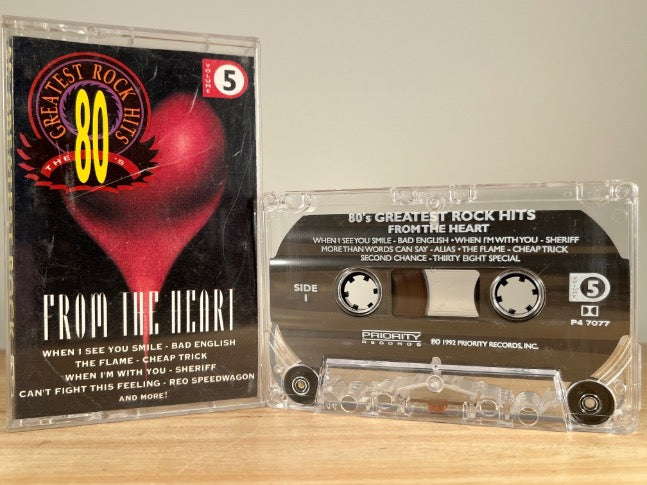 GREATEST ROCK HITS
THE 80'S
VOLUME 5
FROM THE HEART
WHEN I SEE YOU SMILE - BAD ENGLISH
THE FLAME - CHEAP TRICK
WHEN I'M WITH YOU - SHERIFF
CAN'T FIGHT THIS FEELING - REO SPEEDWAGON
AND MORE!
80's GREATEST ROCK HITS
FROM THE HEART
WHEN I SEE YOU SMILE - BAD ENGLISH • WHEN I'M WITH YOU - SHERIFF
MORE THAN WORDS CAN SAY - ALIAS • THE FLAME - CHEAP TRICK
SECOND CHANCE - THIRTY EIGHT SPECIAL
SIDE
1
VOLUME 5
P4 7077
PRIORITY
RECORDS
℗© 1992 PRIORITY RECORDS, INC.